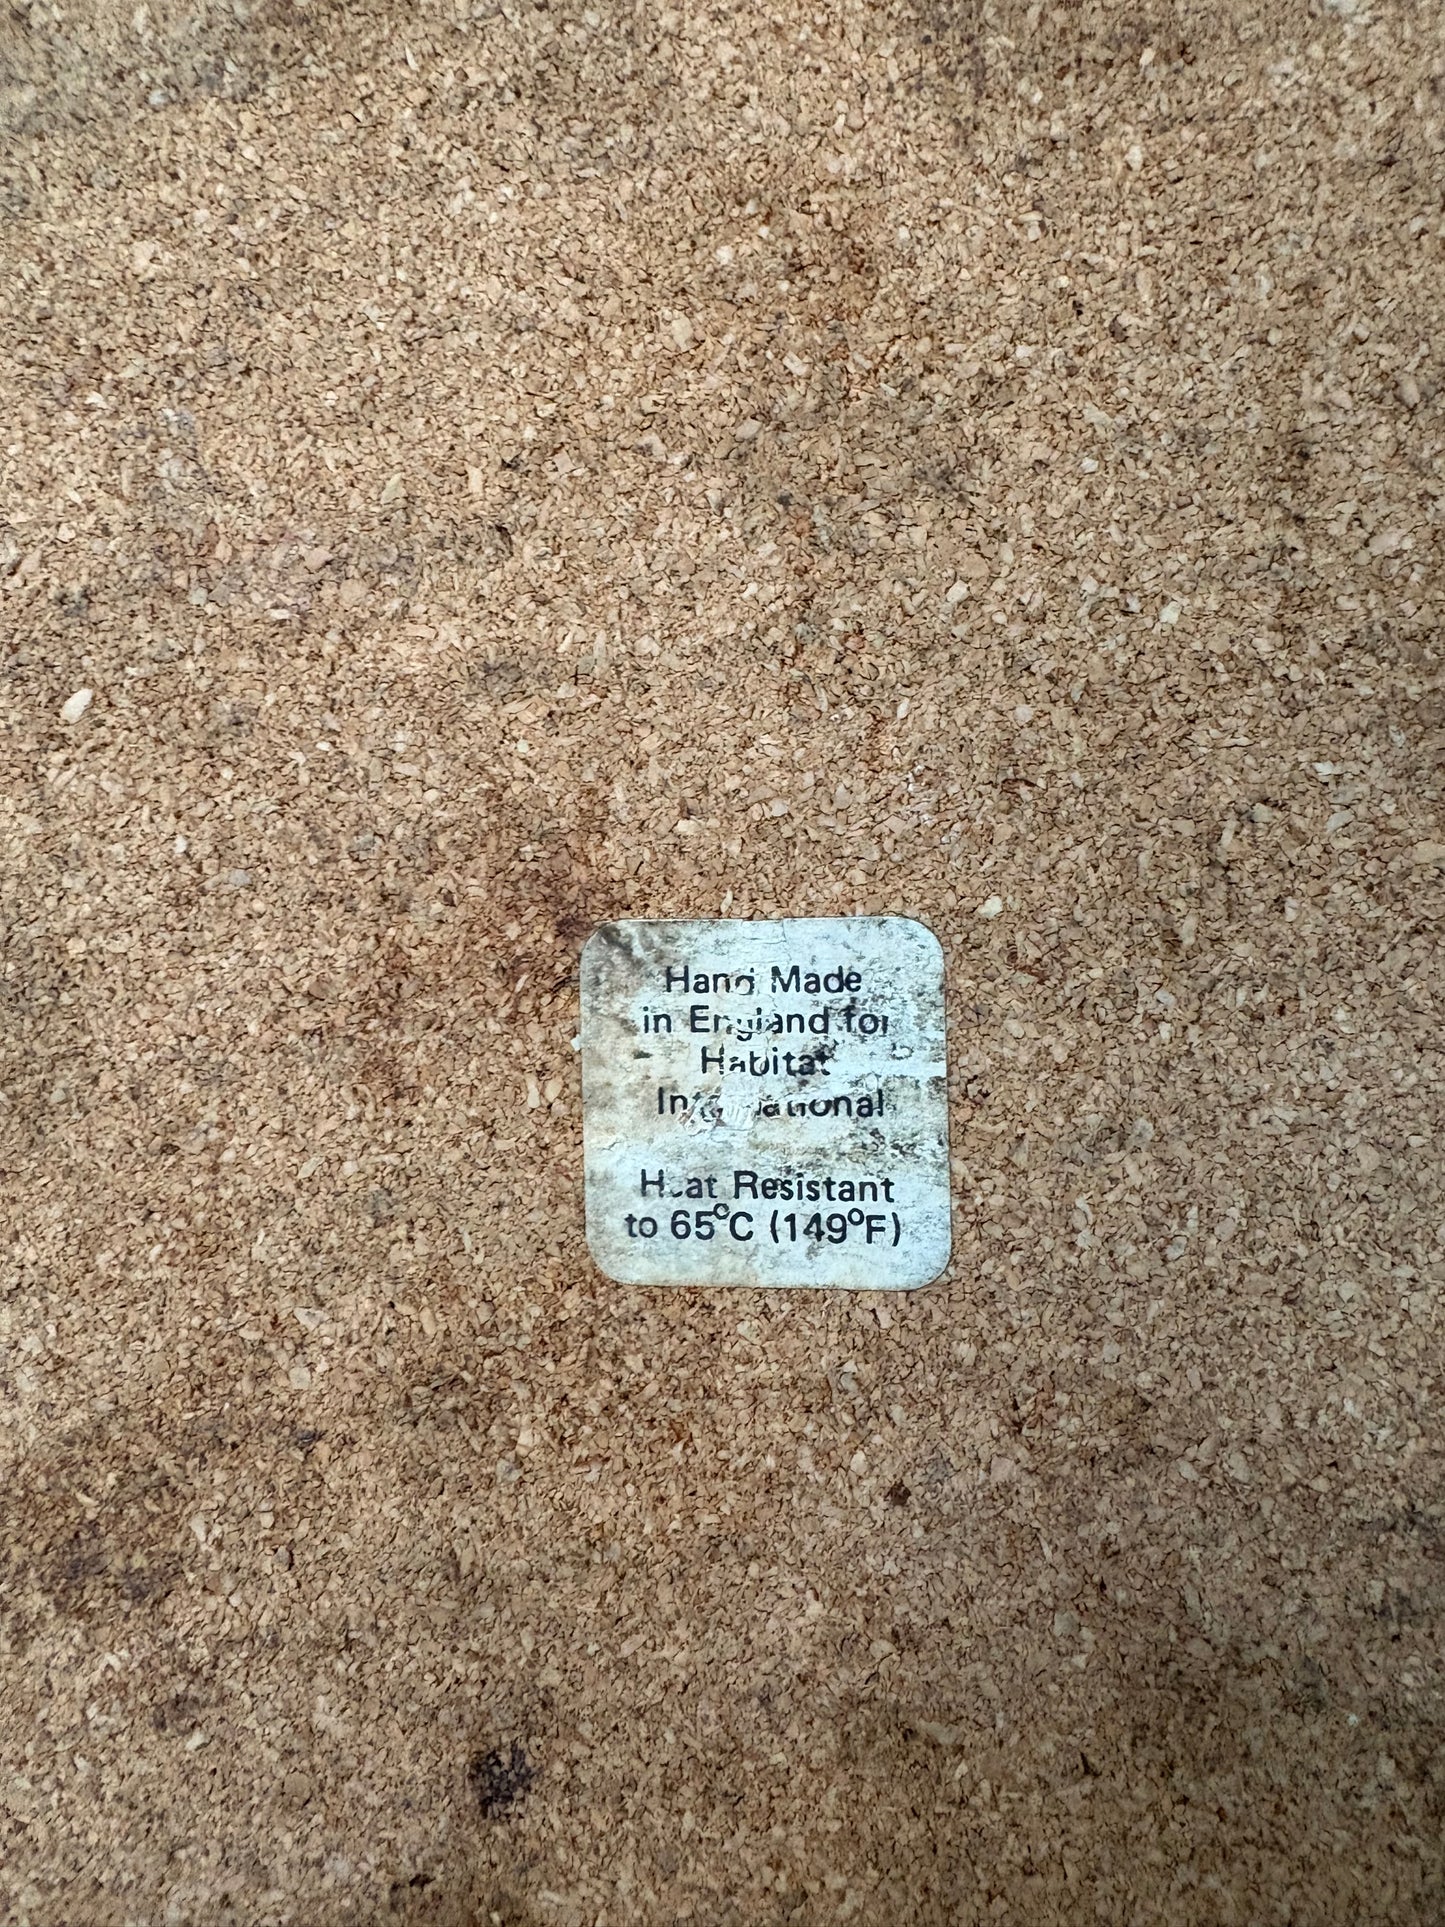 Hand Made
in England for
Habitat
International
Heat Resistant
to 65°C (149°F)